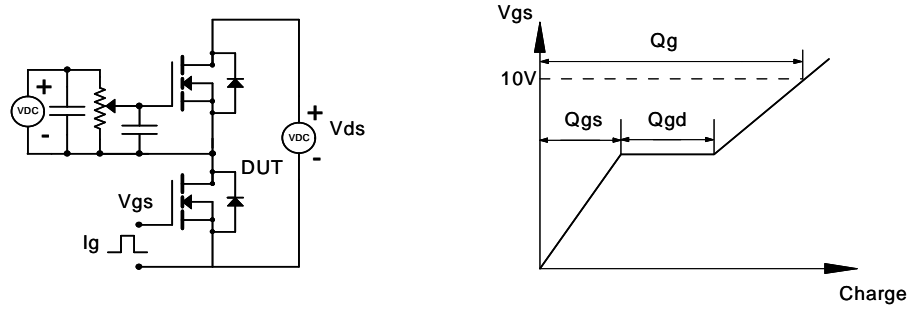 +
VDC
-
+
VDC
-
Vds
DUT
Vgs
Ig
Vgs
Qg
10V
Qgs
Qgd
Charge